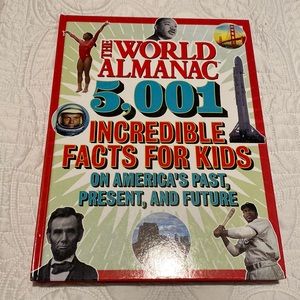 THE WORLD
ALMANAC
5,001
INCREDIBLE
FACTS FOR KIDS
ON AMERICA'S PAST,
PRESENT, AND FUTURE